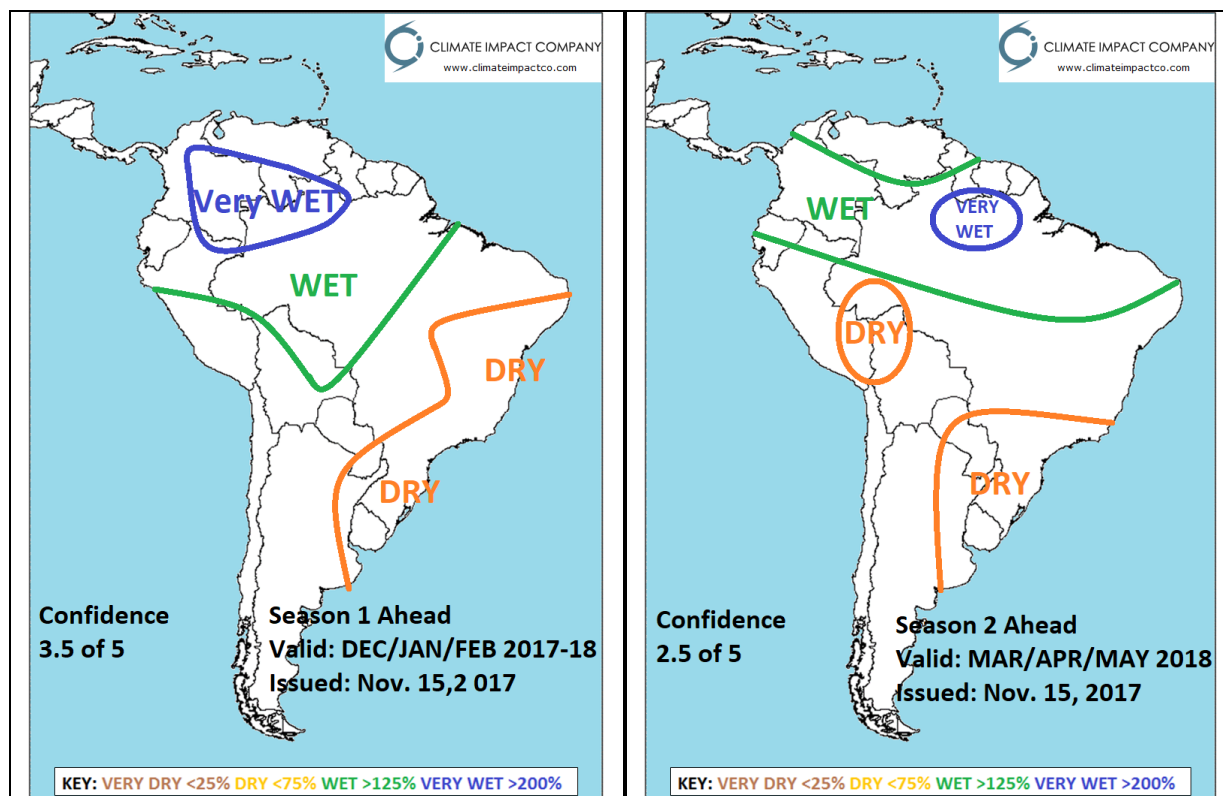 CLIMATE IMPACT COMPANY
www.climateimpactco.com
Very WET
WET
DRY
DRY
Confidence
3.5 of 5
Season 1 Ahead
Valid: DEC/JAN/FEB 2017-18
Issued: Nov. 15,2 017
KEY: VERY DRY <25% DRY <75% WET >125% VERY WET >200%
CLIMATE IMPACT COMPANY
www.climateimpactco.com
WET
VERY
WET
DRY
DRY
Confidence
2.5 of 5
Season 2 Ahead
Valid: MAR/APR/MAY 2018
Issued: Nov. 15, 2017
KEY: VERY DRY <25% DRY <75% WET >125% VERY WET >200%